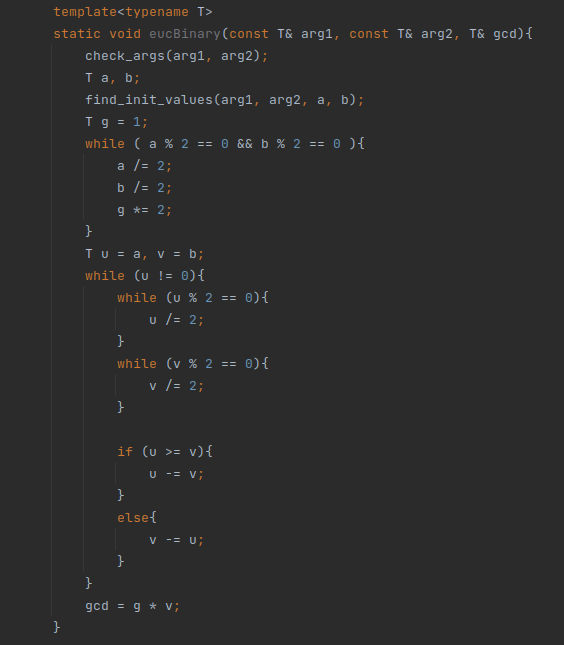 template<typename T>
static void eucBinary(const T& arg1, const T& arg2, T& gcd){
    check_args(arg1, arg2);
    T a, b;
    find_init_values(arg1, arg2, a, b);
    T g = 1;
    while ( a % 2 == 0 && b % 2 == 0 ){
        a /= 2;
        b /= 2;
        g *= 2;
    }
    T u = a, v = b;
    while (u != 0){
        while (u % 2 == 0){
            u /= 2;
        }
        while (v % 2 == 0){
            v /= 2;
        }

        if (u >= v){
            u -= v;
        }
        else{
            v -= u;
        }
    }
    gcd = g * v;
}